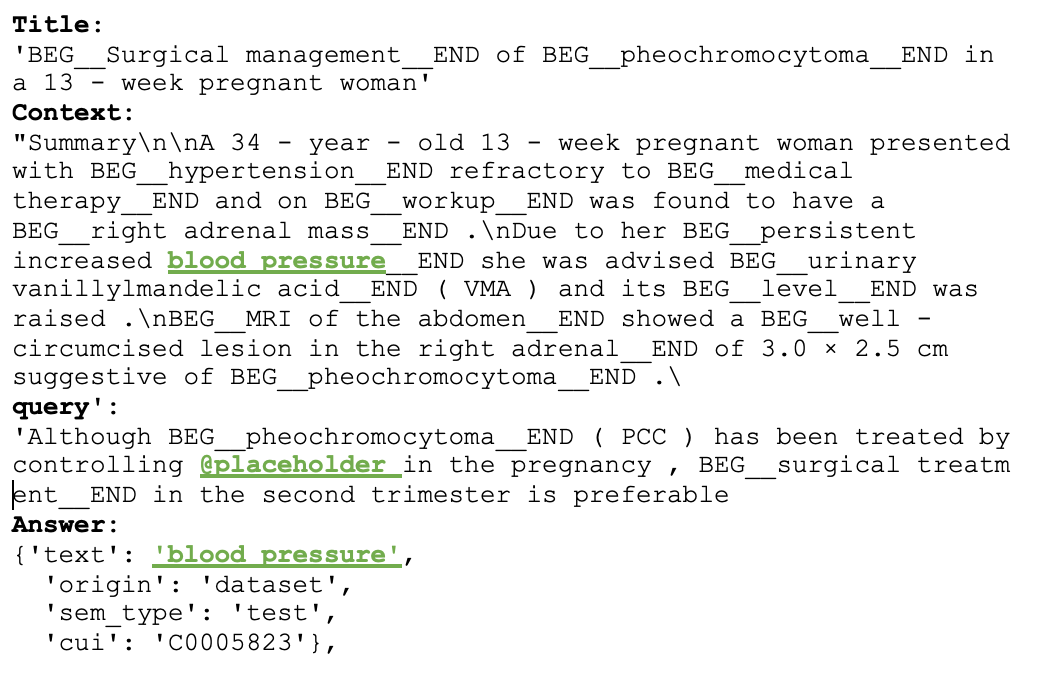 Title:
'BEG__Surgical management__END of BEG__pheochromocytoma__END in
a 13 - week pregnant woman'
Context:
"Summary\n\nA 34 - year - old 13 - week pregnant woman presented
with BEG__hypertension__END refractory to BEG__medical
therapy__END and on BEG__workup__END was found to have a
BEG__right adrenal mass__END .\nDue to her BEG__persistent
increased blood pressure__END she was advised BEG__urinary
vanillylmandelic acid__END ( VMA ) and its BEG__level__END was
raised .\nBEG__MRI of the abdomen__END showed a BEG__well -
circumcised lesion in the right adrenal__END of 3.0 × 2.5 cm
suggestive of BEG__pheochromocytoma__END .\
query':
'Although BEG__pheochromocytoma__END ( PCC ) has been treated by
controlling @placeholder in the pregnancy , BEG__surgical treatm
ent__END in the second trimester is preferable
Answer:
{'text': 'blood pressure',
'origin': 'dataset',
'sem_type': 'test',
'cui': 'C0005823'},